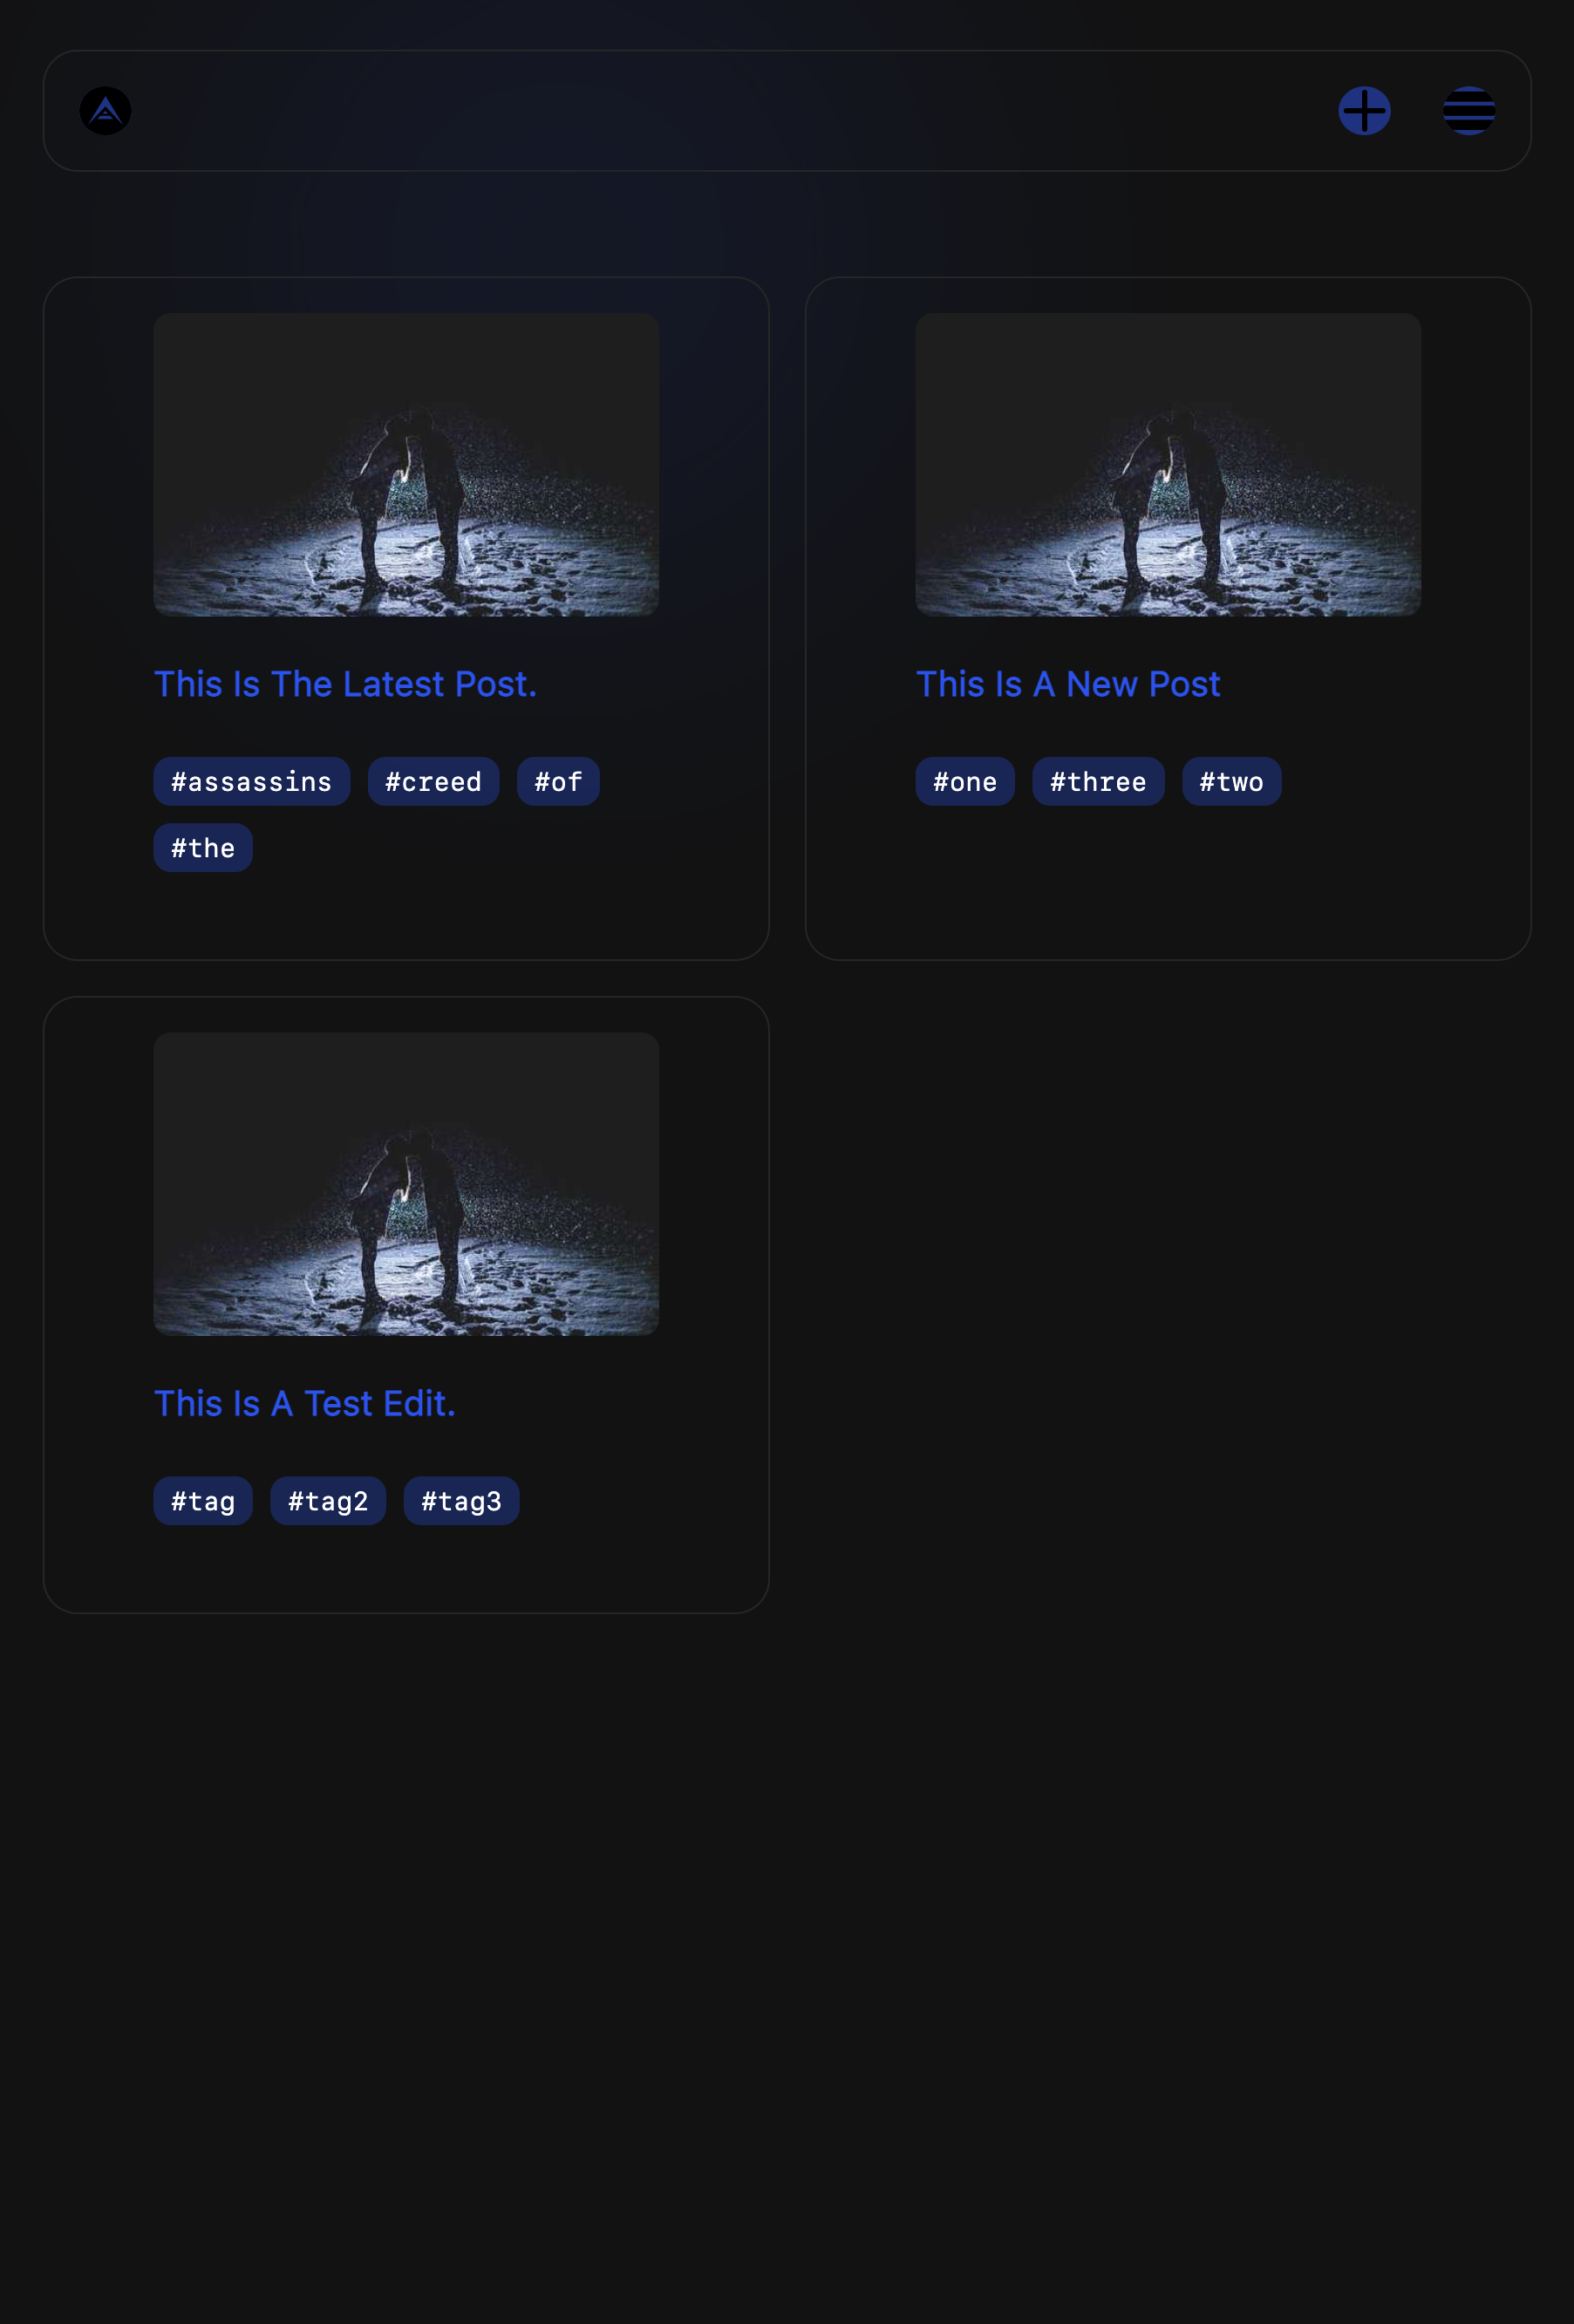 This Is The Latest Post.
#assassins #creed #of
#the
This Is A New Post
#one #three #two
This Is A Test Edit.
#tag #tag2 #tag3